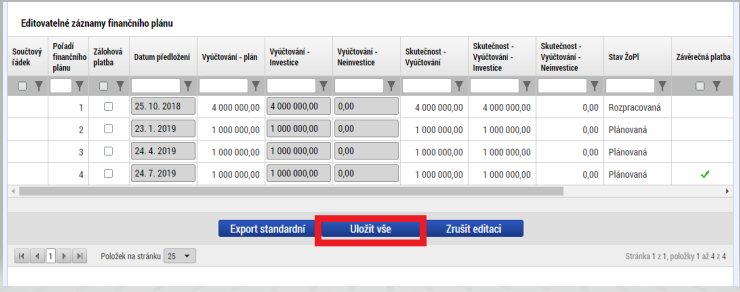 Editovatelné záznamy finančního plánu
Součtový řádek Pořadí finančního plánu Zálohová platba Datum předložení Vyúčtování - plán Vyúčtování - Investice Vyúčtování - Neinvestice Skutečnost - Vyúčtování Skutečnost - Vyúčtování - Investice Skutečnost - Vyúčtování - Neinvestice Stav ŽoPl Závěrečná platba
1 25. 10. 2018 4 000 000,00 4 000 000,00 0,00 4 000 000,00 4 000 000,00 0,00 Rozpracovaná
2 23. 1. 2019 1 000 000,00 1 000 000,00 0,00 1 000 000,00 1 000 000,00 0,00 Plánovaná
3 24. 4. 2019 1 000 000,00 1 000 000,00 0,00 1 000 000,00 1 000 000,00 0,00 Plánovaná
4 24. 7. 2019 1 000 000,00 1 000 000,00 0,00 1 000 000,00 1 000 000,00 0,00 Plánovaná
Export standardní Uložit vše Zrušit editaci
1 Položek na stránku 25 Stránka 1 z 1, položky 1 až 4 z 4